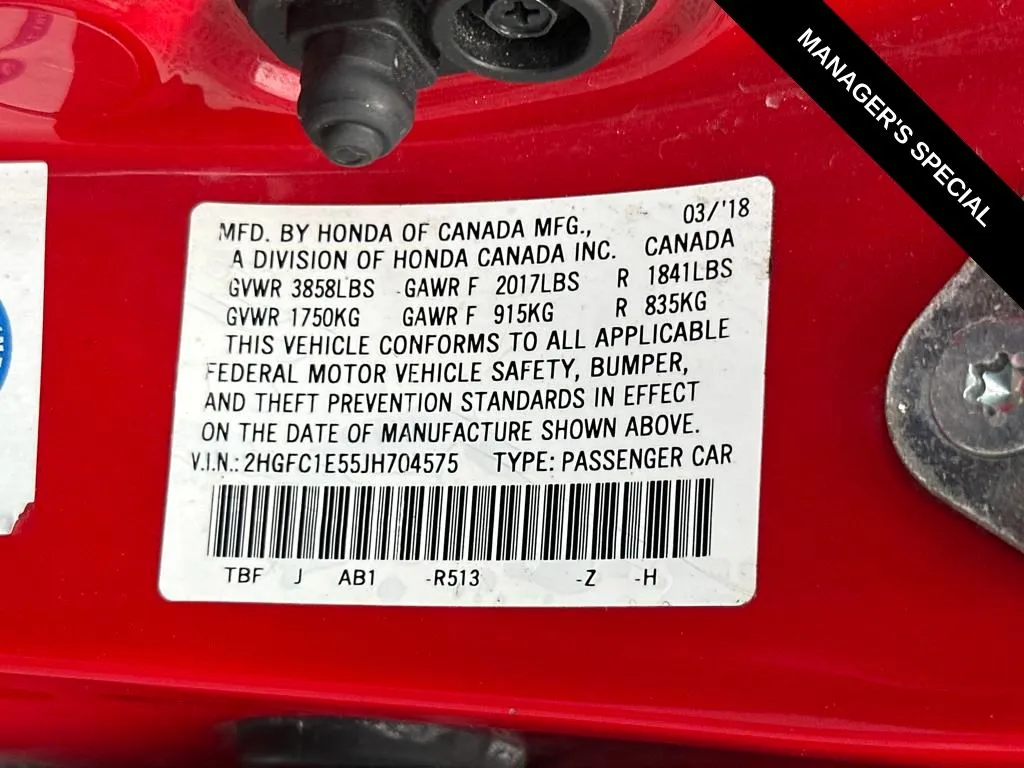 MANAGER'S SPECIAL
MFD. BY HONDA OF CANADA MFG., 03/'18
A DIVISION OF HONDA CANADA INC. CANADA
GVWR 3858LBS GAWR F 2017LBS R 1841LBS
GVWR 1750KG GAWR F 915KG R 835KG
THIS VEHICLE CONFORMS TO ALL APPLICABLE
FEDERAL MOTOR VEHICLE SAFETY, BUMPER,
AND THEFT PREVENTION STANDARDS IN EFFECT
ON THE DATE OF MANUFACTURE SHOWN ABOVE.
V.I.N.: 2HGFC1E55JH704575 TYPE: PASSENGER CAR
TBF J AB1 -R513 -Z -H